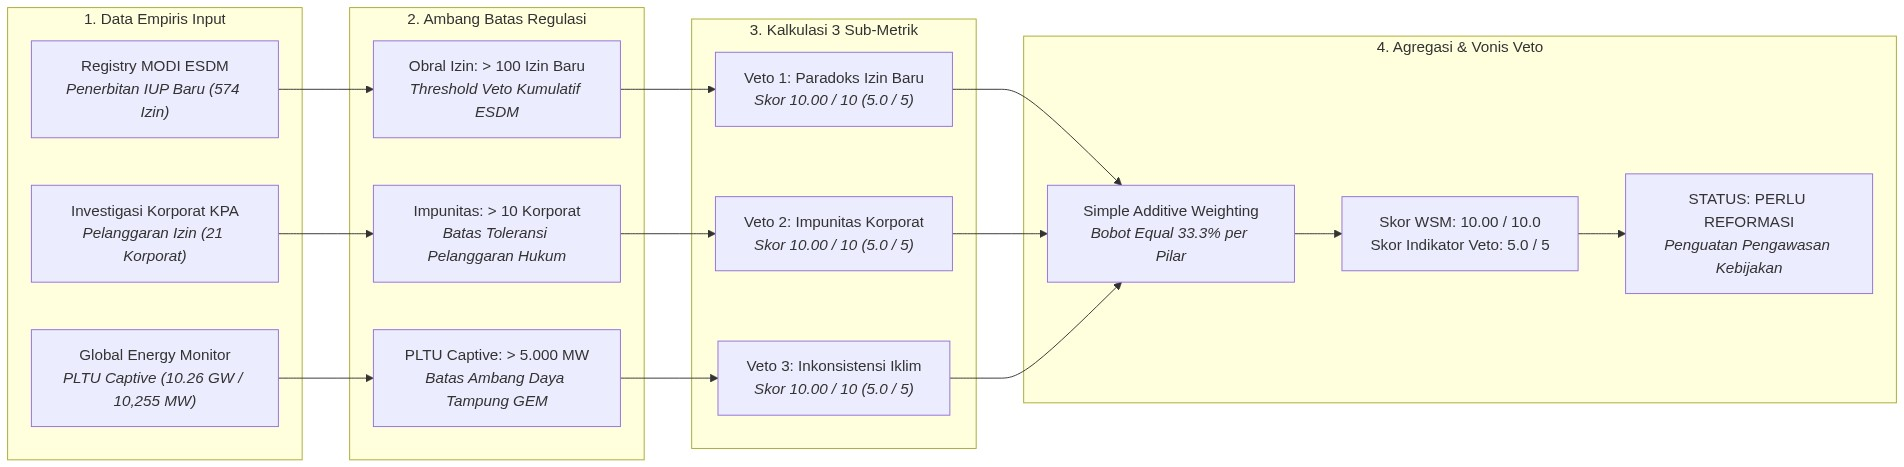 1. Data Empiris Input
Registry MODI ESDM
Penerbitan IUP Baru (574
Izin)
Investigasi Korporat KPA
Pelanggaran Izin (21
Korporat)
Global Energy Monitor
PLTU Captive (10.26 GW /
10,255 MW)
2. Ambang Batas Regulasi
Obral Izin: > 100 Izin Baru
Threshold Veto Kumulatif
ESDM
Impunitas: > 10 Korporat
Batas Toleransi
Pelanggaran Hukum
PLTU Captive: > 5.000 MW
Batas Ambang Daya
Tampung GEM
3. Kalkulasi 3 Sub-Metrik
Veto 1: Paradoks Izin Baru
Skor 10.00 / 10 (5.0 / 5)
Veto 2: Impunitas Korporat
Skor 10.00 / 10 (5.0 / 5)
Veto 3: Inkonsistensi Iklim
Skor 10.00 / 10 (5.0 / 5)
4. Agregasi & Vonis Veto
Simple Additive Weighting
Bobot Equal 33.3% per
Pilar
Skor WSM: 10.00 / 10.0
Skor Indikator Veto: 5.0 / 5
STATUS: PERLU
REFORMASI
Penguatan Pengawasan
Kebijakan